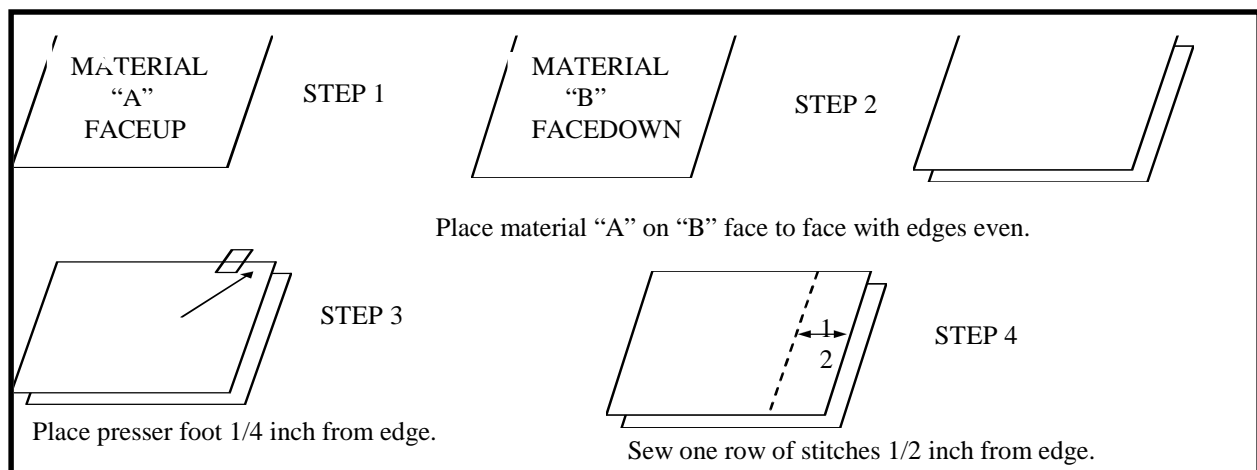 MATERIAL
“A”
FACEUP
STEP 1
MATERIAL
“B”
FACEDOWN
STEP 2
Place material “A” on “B” face to face with edges even.
STEP 3
Place presser foot 1/4 inch from edge.
1
2
STEP 4
Sew one row of stitches 1/2 inch from edge.